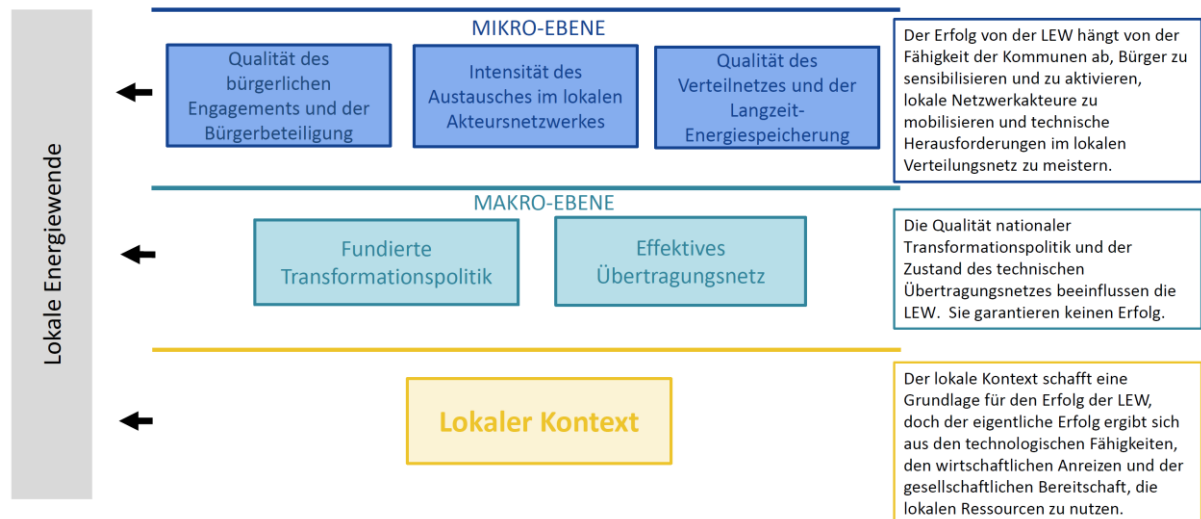 Lokale Energiewende
MIKRO-EBENE
Qualität des
bürgerlichen
Engagements und der
Bürgerbeteiligung
Intensität des
Austausches im lokalen
Akteursnetzwerkes
Qualität des
Verteilnetzes und der
Langzeit-
Energiespeicherung
Der Erfolg von der LEW hängt von der
Fähigkeit der Kommunen ab, Bürger zu
sensibilisieren und zu aktivieren,
lokale Netzwerkakteure zu
mobilisieren und technische
Herausforderungen im lokalen
Verteilungsnetz zu meistern.
MAKRO-EBENE
Fundierte
Transformationspolitik
Effektives
Übertragungsnetz
Die Qualität nationaler
Transformationspolitik und der
Zustand des technischen
Übertragungsnetzes beeinflussen die
LEW.  Sie garantieren keinen Erfolg.
Lokaler Kontext
Der lokale Kontext schafft eine
Grundlage für den Erfolg der LEW,
doch der eigentliche Erfolg ergibt sich
aus den technologischen Fähigkeiten,
den wirtschaftlichen Anreizen und der
gesellschaftlichen Bereitschaft, die
lokalen Ressourcen zu nutzen.